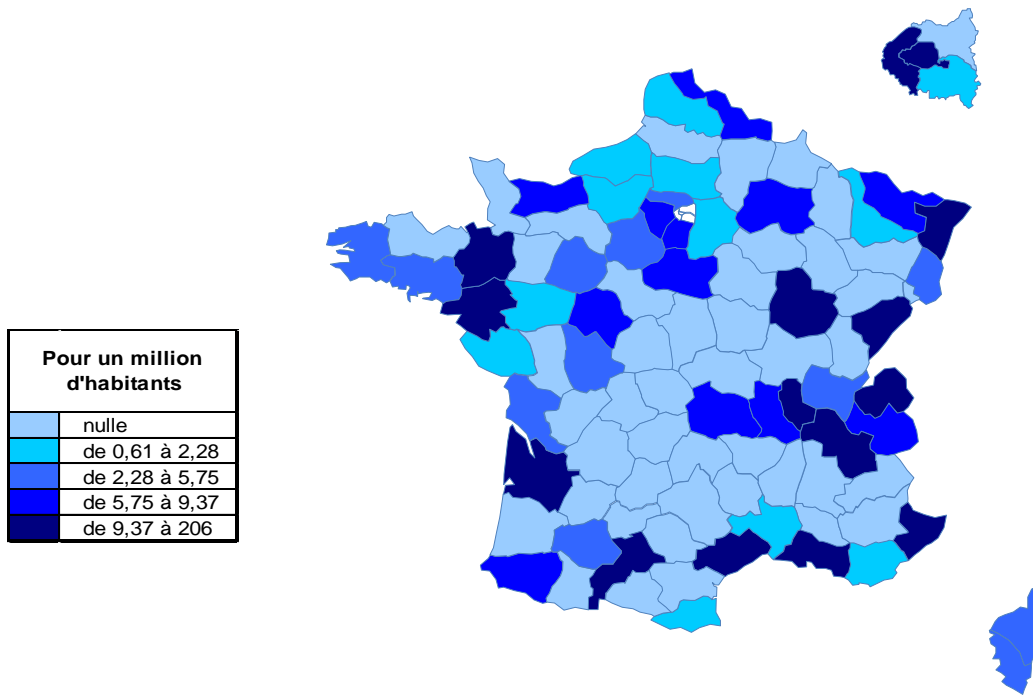 Pour un million
d'habitants
nulle
de 0,61 à 2,28
de 2,28 à 5,75
de 5,75 à 9,37
de 9,37 à 206